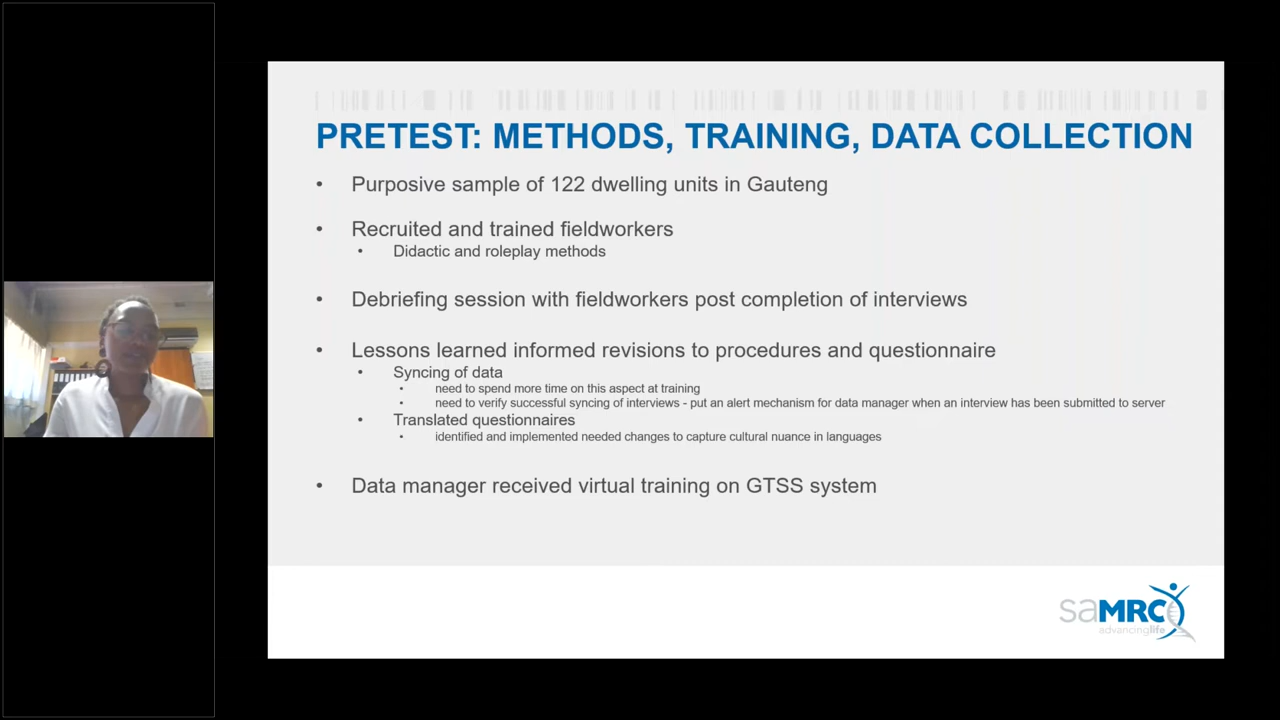 PRETEST: METHODS, TRAINING, DATA COLLECTION
• Purposive sample of 122 dwelling units in Gauteng
• Recruited and trained fieldworkers
• Didactic and roleplay methods
• Debriefing session with fieldworkers post completion of interviews
• Lessons learned informed revisions to procedures and questionnaire
• Syncing of data
• need to spend more time on this aspect at training
• need to verify successful syncing of interviews - put an alert mechanism for data manager when an interview has been submitted to server
• Translated questionnaires
• identified and implemented needed changes to capture cultural nuance in languages
• Data manager received virtual training on GTSS system
saMRC
advancinglife